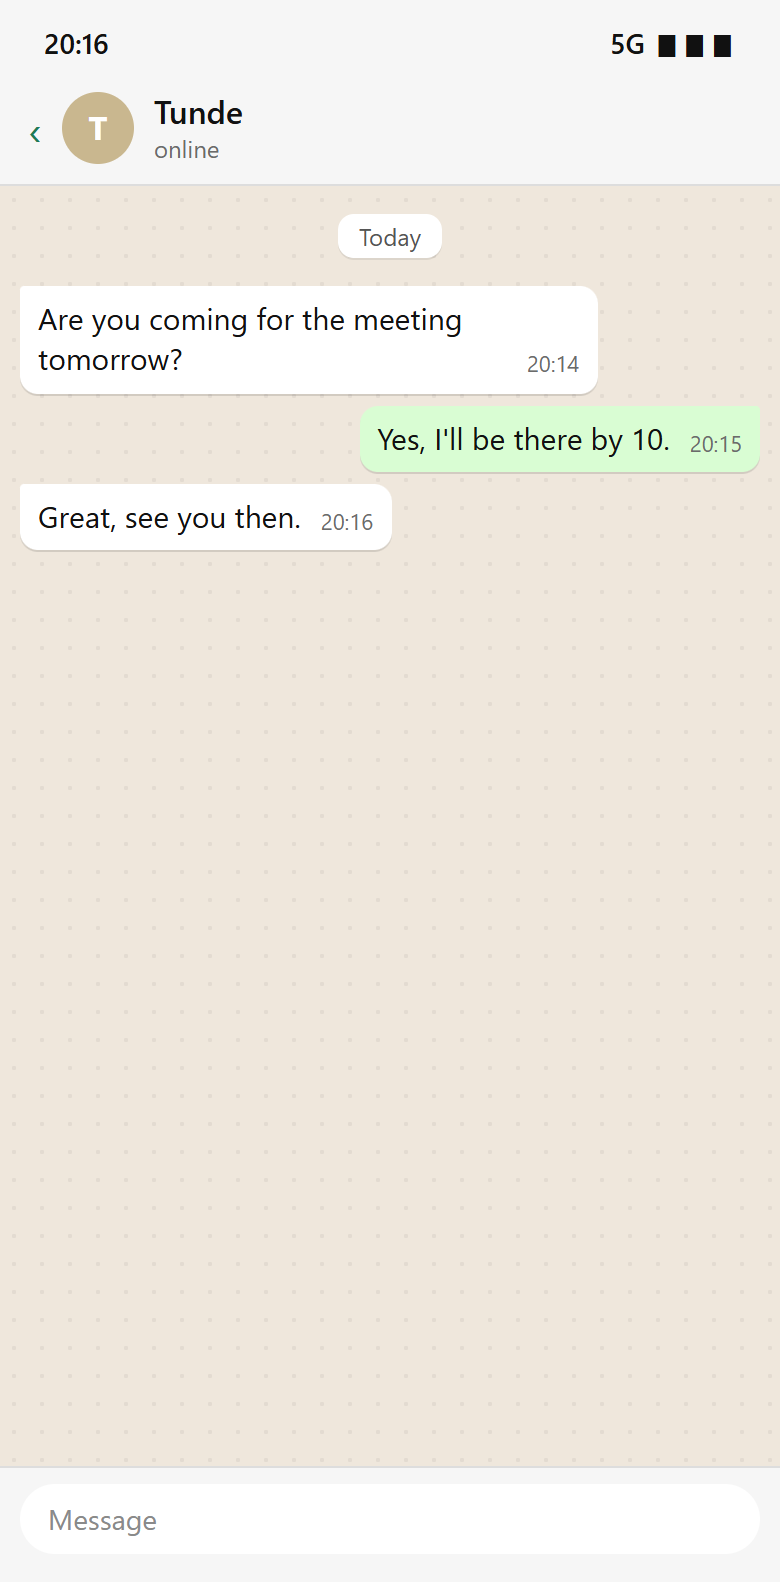 20:16
5G
‹
T
Tunde
online
Today
Are you coming for the meeting
tomorrow?
20:14
Yes, I'll be there by 10.
20:15
Great, see you then.
20:16
Message